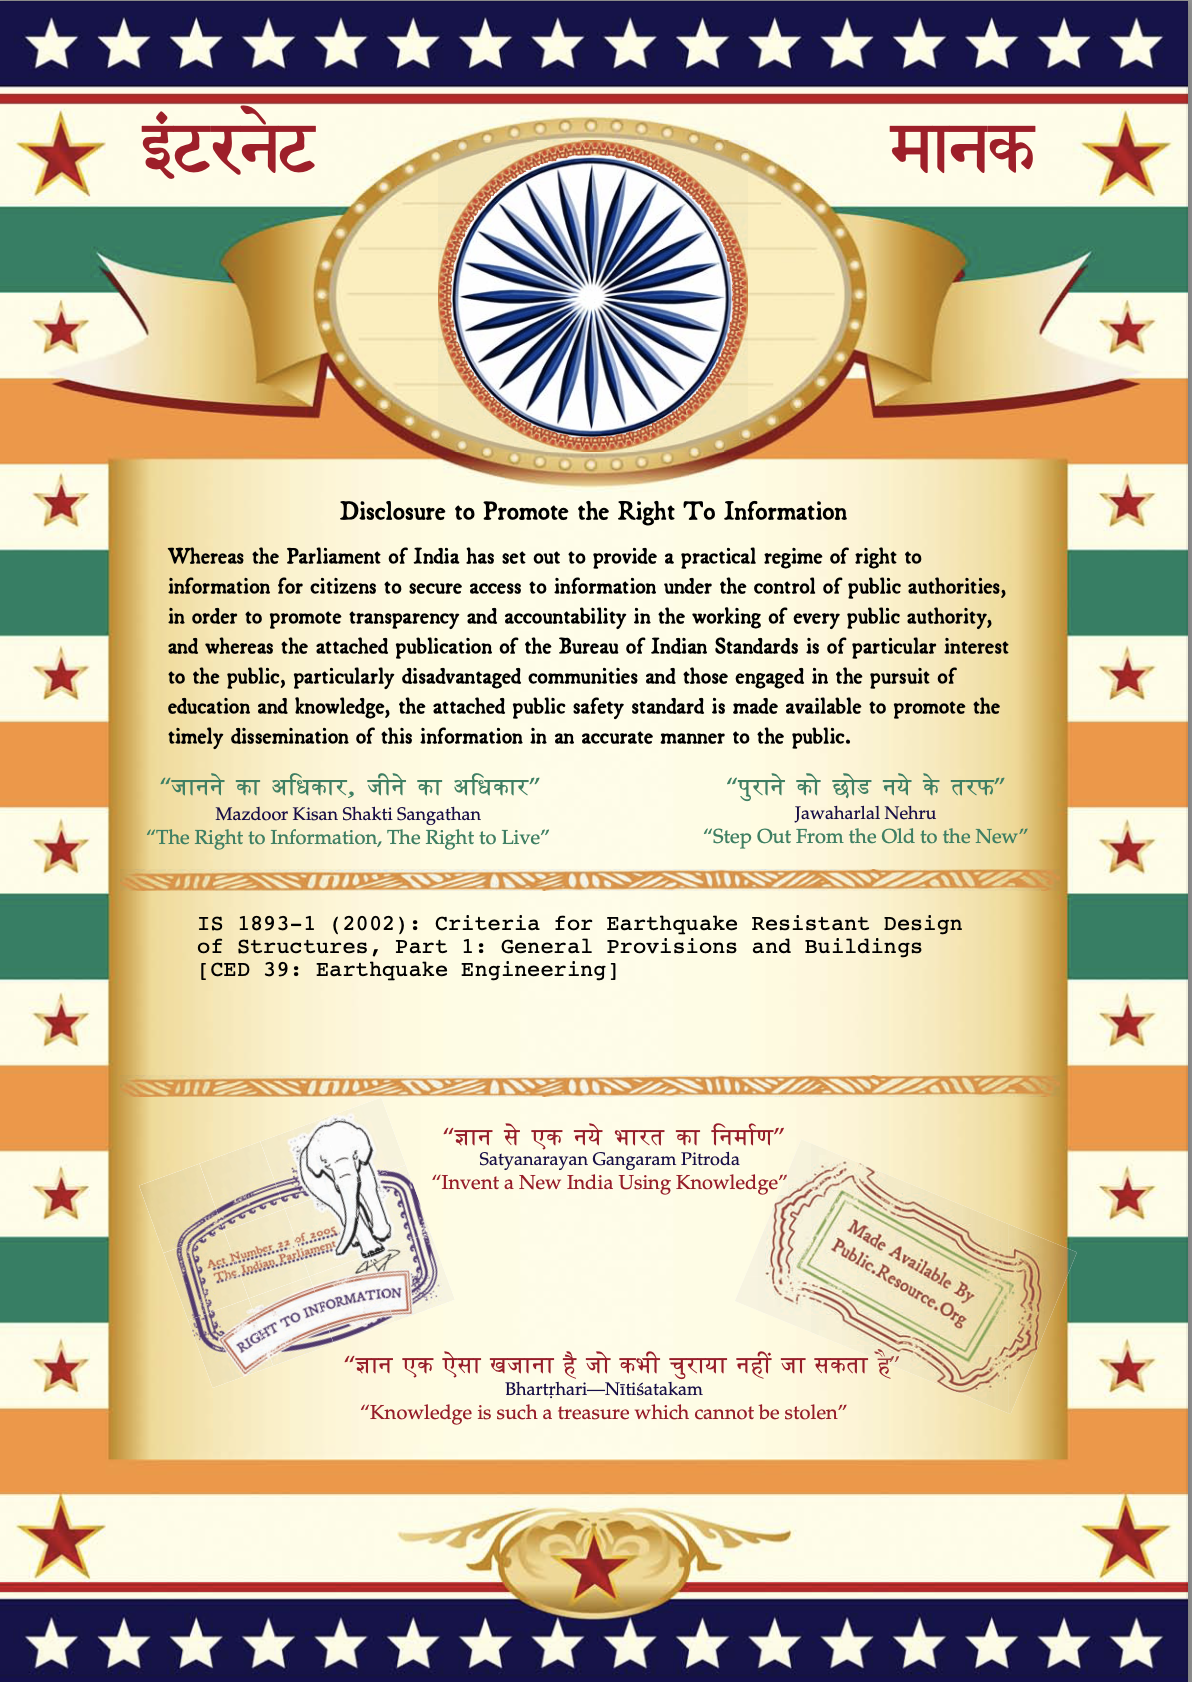 इंटरनेट
मानक
Disclosure to Promote the Right To Information
Whereas the Parliament of India has set out to provide a practical regime of right to
information for citizens to secure access to information under the control of public authorities,
in order to promote transparency and accountability in the working of every public authority,
and whereas the attached publication of the Bureau of Indian Standards is of particular interest
to the public, particularly disadvantaged communities and those engaged in the pursuit of
education and knowledge, the attached public safety standard is made available to promote the
timely dissemination of this information in an accurate manner to the public.
“जानने का अधिकार, जीने का अधिकार”
Mazdoor Kisan Shakti Sangathan
“The Right to Information, The Right to Live”
“पुराने को छोड नये के तरफ”
Jawaharlal Nehru
“Step Out From the Old to the New”
IS 1893-1 (2002): Criteria for Earthquake Resistant Design
of Structures, Part 1: General Provisions and Buildings
[CED 39: Earthquake Engineering]
“ज्ञान से एक नये भारत का निर्माण”
Satyanarayan Gangaram Pitroda
“Invent a New India Using Knowledge”
Act Number 22 of 2005
The Indian Parliament
RIGHT TO INFORMATION
Made Available By
Public.Resource.Org
“ज्ञान एक ऐसा खजाना है जो कभी चुराया नहीं जा सकता है”
Bhartṛhari—Nītiśatakam
“Knowledge is such a treasure which cannot be stolen”